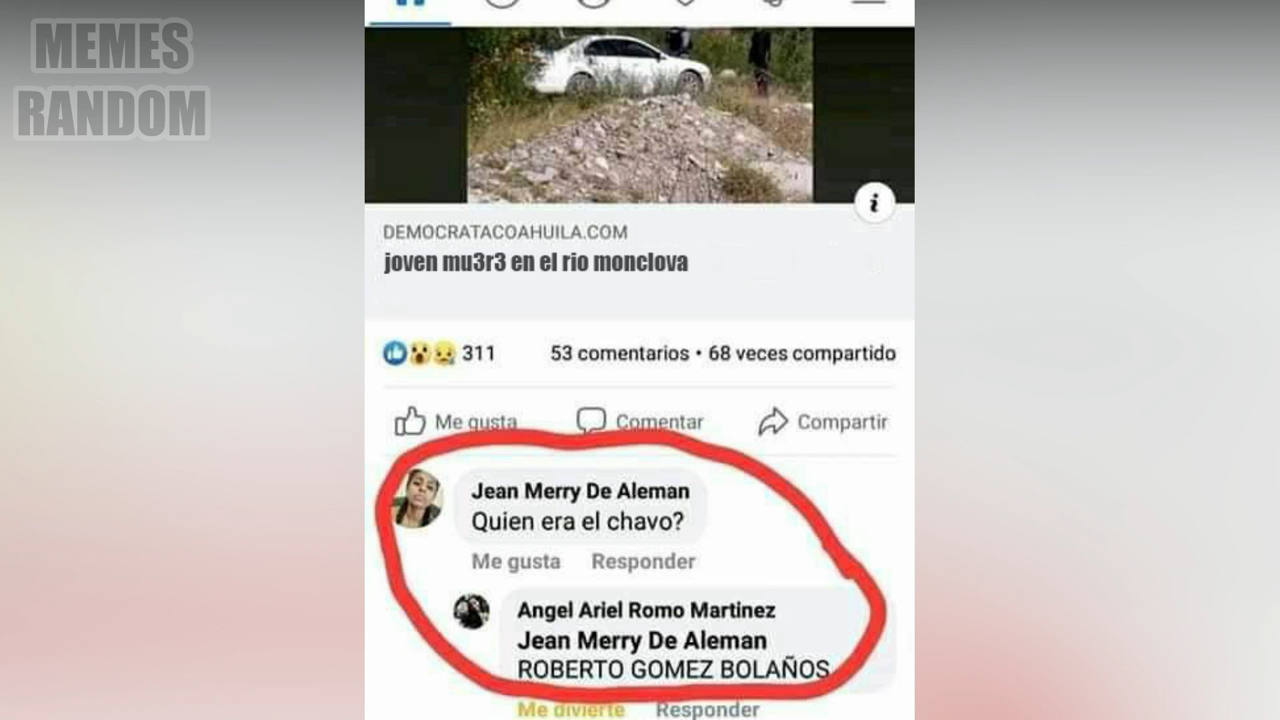 MEMES
RANDOM
DEMOCRATACOAHUILA.COM
joven mu3r3 en el rio monclova
311 53 comentarios • 68 veces compartido
Me gusta Comentar Compartir
Jean Merry De Aleman
Quien era el chavo?
Me gusta Responder
Angel Ariel Romo Martinez
Jean Merry De Aleman
ROBERTO GOMEZ BOLAÑOS
Me divierte Responder